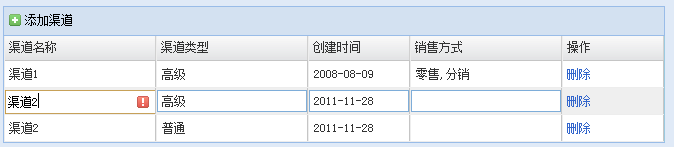 添加渠道
渠道名称 渠道类型 创建时间 销售方式 操作
渠道1 高级 2008-08-09 零售,分销 删除
渠道2 高级 2011-11-28 删除
渠道2 普通 2011-11-28 删除